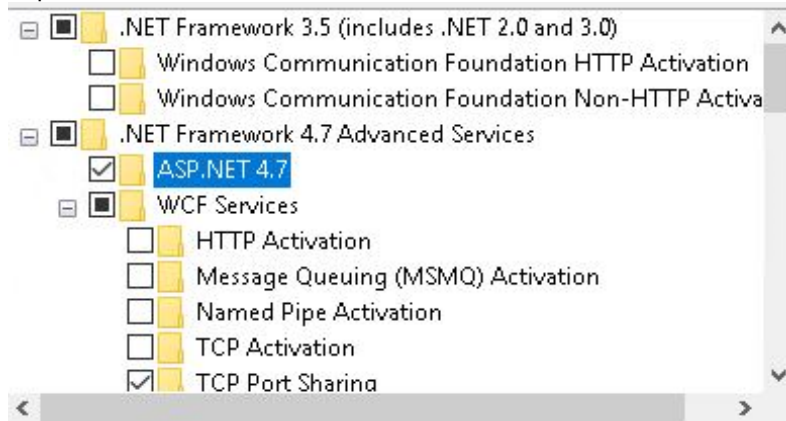 .NET Framework 3.5 (includes .NET 2.0 and 3.0)
Windows Communication Foundation HTTP Activation
Windows Communication Foundation Non-HTTP Activa
.NET Framework 4.7 Advanced Services
ASP.NET 4.7
WCF Services
HTTP Activation
Message Queuing (MSMQ) Activation
Named Pipe Activation
TCP Activation
TCP Port Sharing